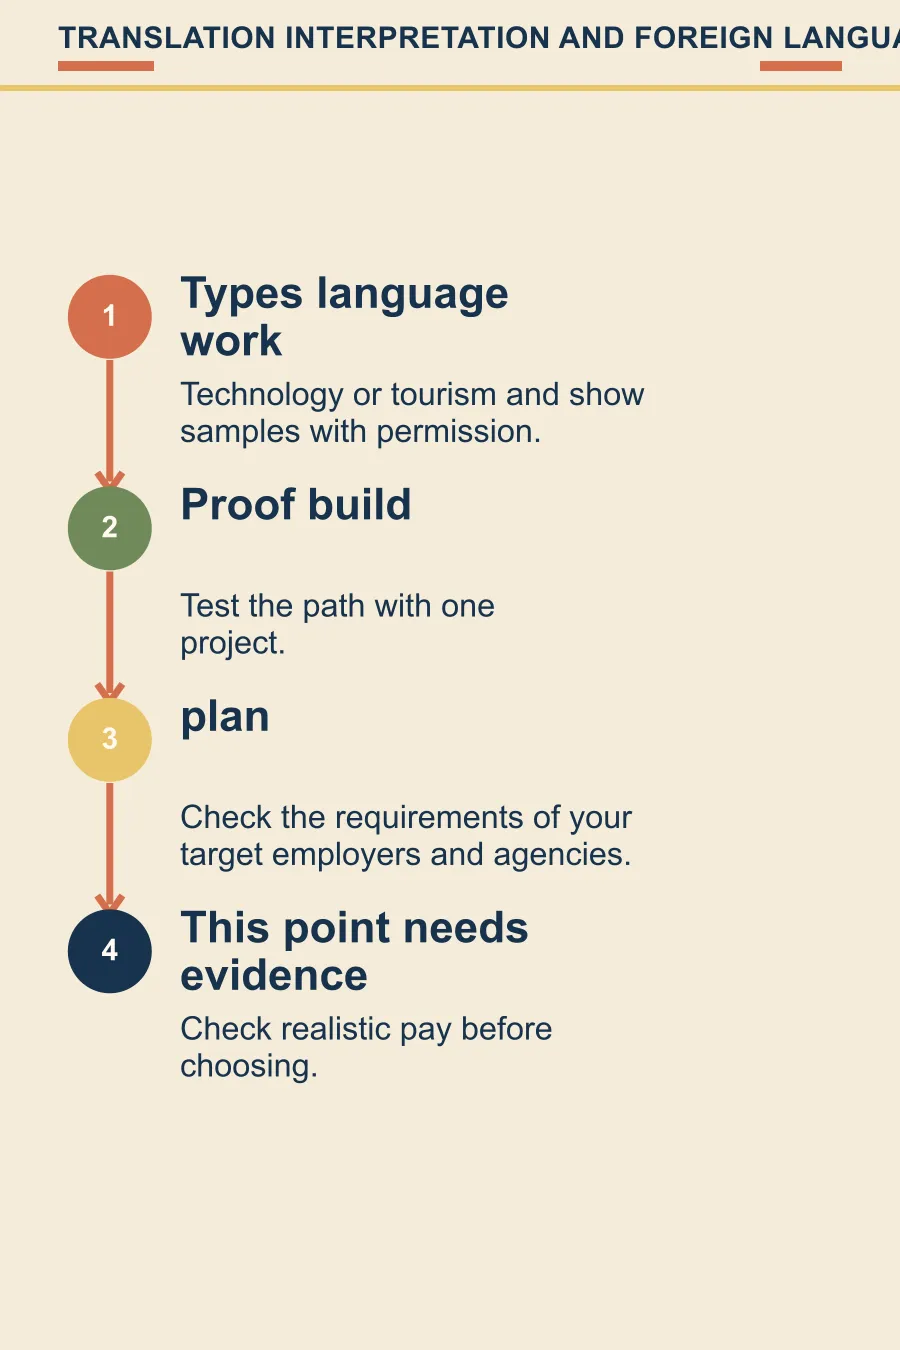 TRANSLATION INTERPRETATION AND FOREIGN LANGUA
1
Types language
work
Technology or tourism and show
samples with permission.
2
Proof build
Test the path with one
project.
3
plan
Check the requirements of your
target employers and agencies.
4
This point needs
evidence
Check realistic pay before
choosing.